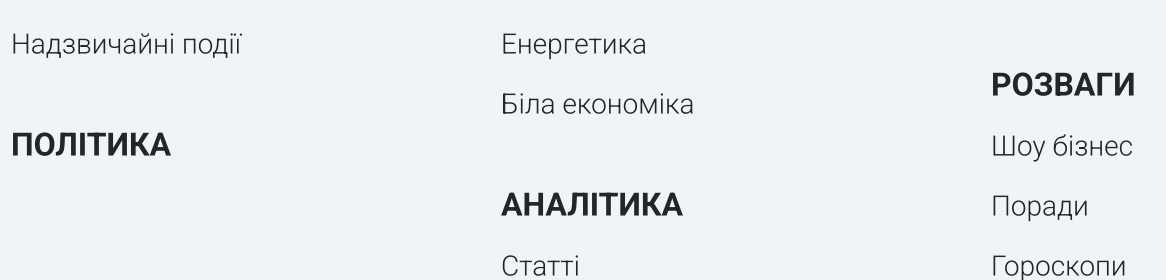 Надзвичайні події
ПОЛІТИКА
Енергетика
Біла економіка
АНАЛІТИКА
Статті
РОЗВАГИ
Шоу бізнес
Поради
Гороскопи